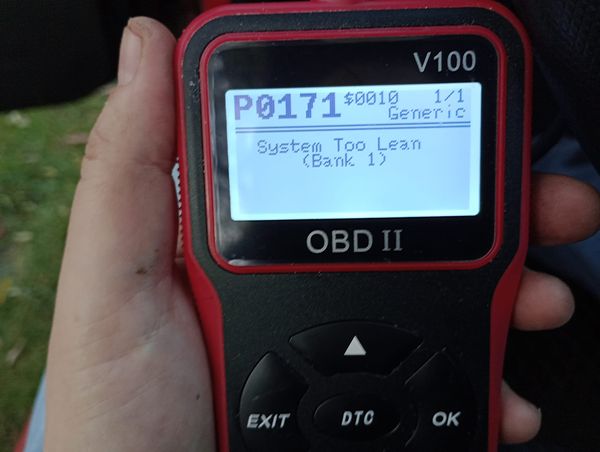 V100
P0171 $0010 1/1
Generic
System Too Lean
(Bank 1)
OBD II
EXIT DTC OK